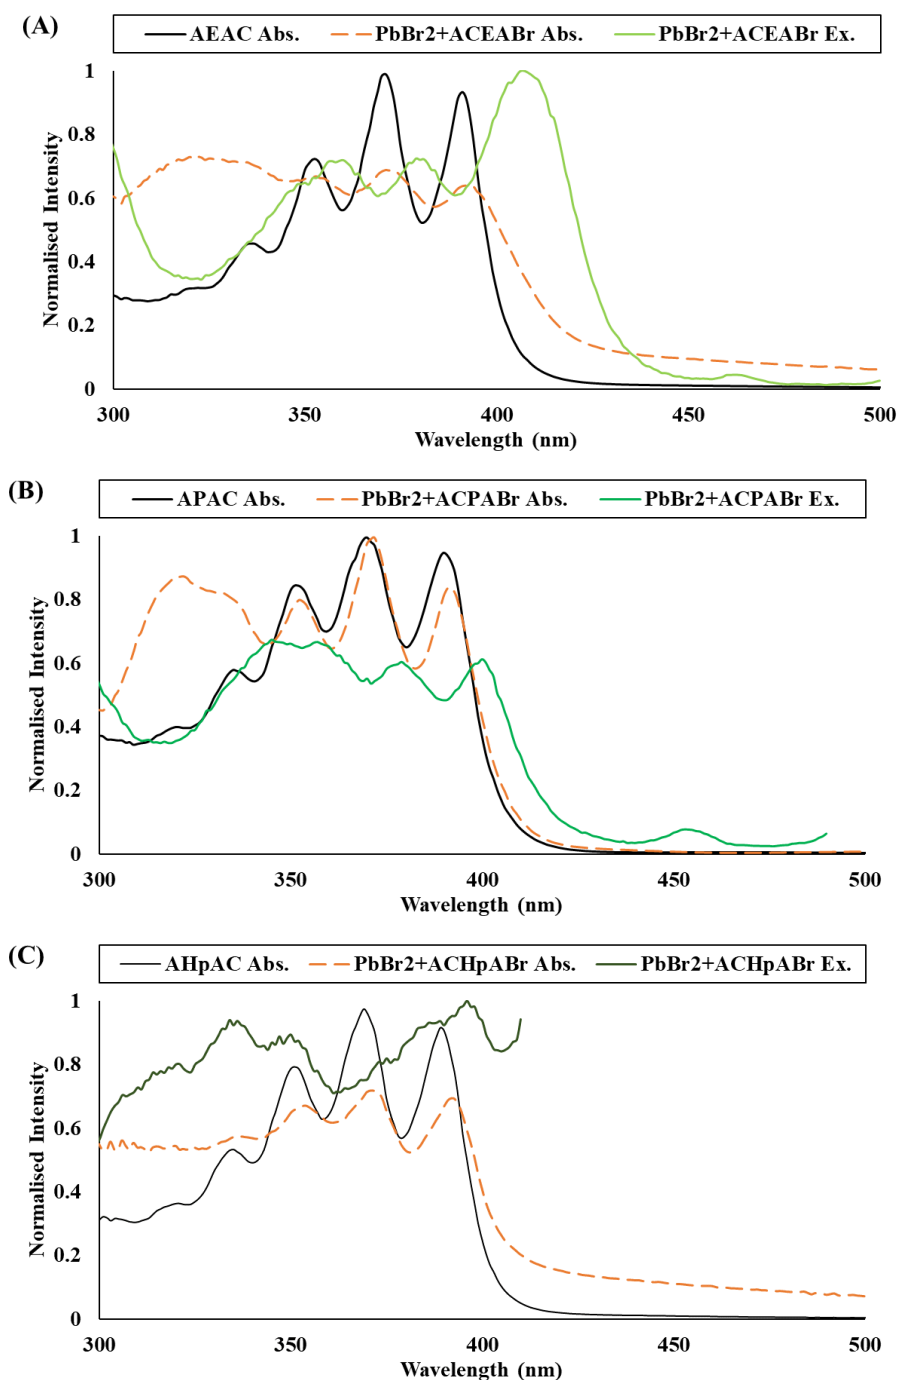 (A)
AEAC Abs. PbBr2+ACEABr Abs. PbBr2+ACEABr Ex.
1
0.8
0.6
0.4
0.2
0
Normalised Intensity
300 350 400 450 500
Wavelength (nm)
(B)
APAC Abs. PbBr2+ACPABr Abs. PbBr2+ACPABr Ex.
1
0.8
0.6
0.4
0.2
0
Normalised Intensity
300 350 400 450 500
Wavelength (nm)
(C)
AHpAC Abs. PbBr2+ACHpABr Abs. PbBr2+ACHpABr Ex.
1
0.8
0.6
0.4
0.2
0
Normalised Intensity
300 350 400 450 500
Wavelength (nm)